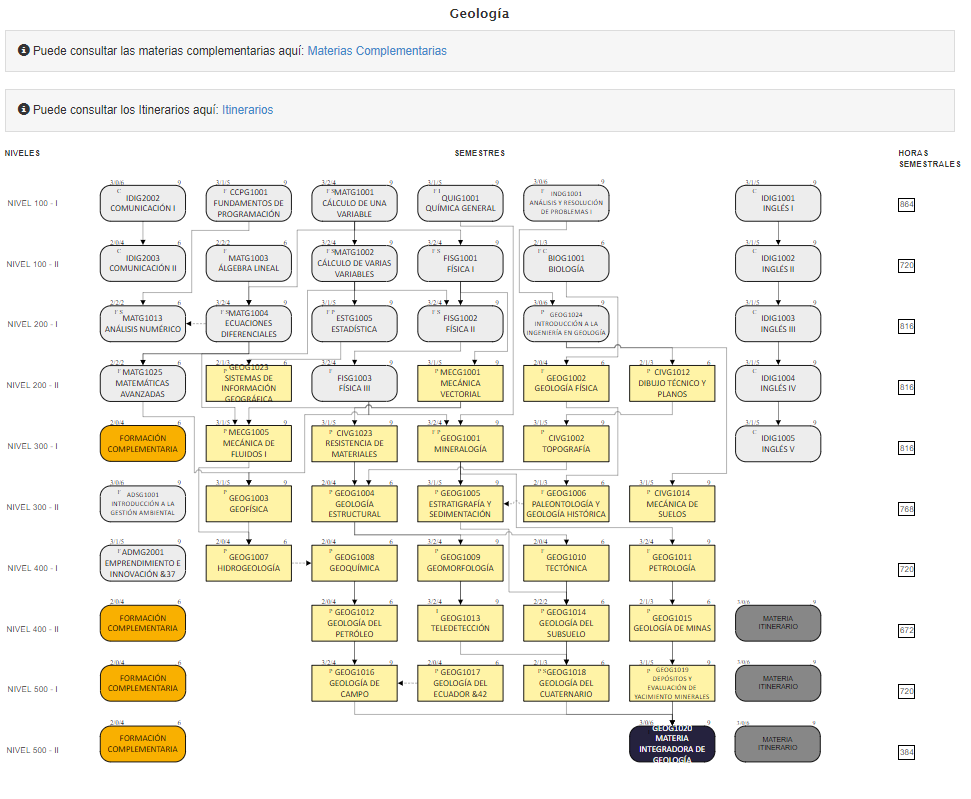 Geología
Puede consultar las materias complementarias aquí: Materias Complementarias
Puede consultar los Itinerarios aquí: Itinerarios
NIVELES
SEMESTRES
HORAS
SEMESTRALES
NIVEL 100 - I
3/0/6 9
C
IDIG2002
COMUNICACIÓN I
3/1/5 9
CCPG1001
FUNDAMENTOS DE
PROGRAMACIÓN
3/2/4 9
F S
MATG1001
CÁLCULO DE UNA
VARIABLE
3/1/5 9
QUIG1001
QUÍMICA GENERAL
3/0/6 9
INDG1001
ANÁLISIS Y RESOLUCIÓN
DE PROBLEMAS I
3/1/5 9
C
IDIG1001
INGLÉS I
864
NIVEL 100 - II
2/0/4 6
C
IDIG2003
COMUNICACIÓN II
2/2/2 6
F
MATG1003
ÁLGEBRA LINEAL
3/2/4 9
F S
MATG1002
CÁLCULO DE VARIAS
VARIABLES
3/2/4 9
F S
FISG1001
FÍSICA I
2/1/3 6
F C
BIOG1001
BIOLOGÍA
3/1/5 9
C
IDIG1002
INGLÉS II
720
NIVEL 200 - I
2/2/2 6
F S
MATG1013
ANÁLISIS NUMÉRICO
3/2/4 9
F S
MATG1004
ECUACIONES
DIFERENCIALES
3/1/5 9
F P
ESTG1005
ESTADÍSTICA
3/2/4 9
F S
FISG1002
FÍSICA II
3/0/6 9
P
GEOG1024
INTRODUCCIÓN A LA
INGENIERÍA EN GEOLOGÍA
3/1/5 9
C
IDIG1003
INGLÉS III
816
NIVEL 200 - II
2/2/2 6
F
MATG1025
MATEMÁTICAS
AVANZADAS
2/1/3 6
GEOG1023
SISTEMAS DE
INFORMACIÓN
GEOGRÁFICA
3/2/4 9
F
FISG1003
FÍSICA III
3/1/5 9
P
MECG1001
MECÁNICA
VECTORIAL
2/0/4 6
P
GEOG1002
GEOLOGÍA FÍSICA
2/1/3 6
P
CIVG1012
DIBUJO TÉCNICO Y
PLANOS
3/1/5 9
C
IDIG1004
INGLÉS IV
816
NIVEL 300 - I
2/0/4 6
FORMACIÓN
COMPLEMENTARIA
3/1/5 9
P
MECG1005
MECÁNICA DE
FLUIDOS I
3/1/5 9
P
CIVG1023
RESISTENCIA DE
MATERIALES
3/2/4 9
F P
GEOG1001
MINERALOGÍA
3/1/5 9
P
CIVG1002
TOPOGRAFÍA
3/1/5 9
C
IDIG1005
INGLÉS V
816
NIVEL 300 - II
3/0/6 9
F
ADSG1001
INTRODUCCIÓN A LA
GESTIÓN AMBIENTAL
3/1/5 9
P
GEOG1003
GEOFÍSICA
2/0/4 6
P
GEOG1004
GEOLOGÍA
ESTRUCTURAL
3/1/5 9
P
GEOG1005
ESTRATIGRAFÍA Y
SEDIMENTACIÓN
2/1/3 6
P
GEOG1006
PALEONTOLOGÍA Y
GEOLOGÍA HISTÓRICA
3/1/5 9
P
CIVG1014
MECÁNICA DE
SUELOS
768
NIVEL 400 - I
3/1/5 9
F
ADMG2001
EMPRENDIMIENTO E
INNOVACIÓN &37
2/0/4 6
P
GEOG1007
HIDROGEOLOGÍA
2/0/4 6
P
GEOG1008
GEOQUÍMICA
3/2/4 9
P
GEOG1009
GEOMORFOLOGÍA
2/0/4 6
P
GEOG1010
TECTÓNICA
3/2/4 9
P
GEOG1011
PETROLOGÍA
720
NIVEL 400 - II
2/0/4 6
FORMACIÓN
COMPLEMENTARIA
2/0/4 6
P
GEOG1012
GEOLOGÍA DEL
PETRÓLEO
3/2/4 9
GEOG1013
TELEDETECCIÓN
2/2/2 6
P
GEOG1014
GEOLOGÍA DEL
SUBSUELO
2/1/3 6
P
GEOG1015
GEOLOGÍA DE MINAS
3/0/6 9
MATERIA
ITINERARIO
672
NIVEL 500 - I
2/0/4 6
FORMACIÓN
COMPLEMENTARIA
3/2/4 9
P
GEOG1016
GEOLOGÍA DE
CAMPO
2/0/4 6
P
GEOG1017
GEOLOGÍA DEL
ECUADOR &42
3/2/4 9
P S
GEOG1018
GEOLOGÍA DEL
CUATERNARIO
3/1/5 9
P
GEOG1019
DEPÓSITOS Y
EVALUACIÓN DE
YACIMIENTO MINERALES
3/0/6 9
MATERIA
ITINERARIO
720
NIVEL 500 - II
2/0/4 6
FORMACIÓN
COMPLEMENTARIA
3/0/6 9
GEOG1020
MATERIA
INTEGRADORA DE
GEOLOGÍA
3/0/6 9
MATERIA
ITINERARIO
384